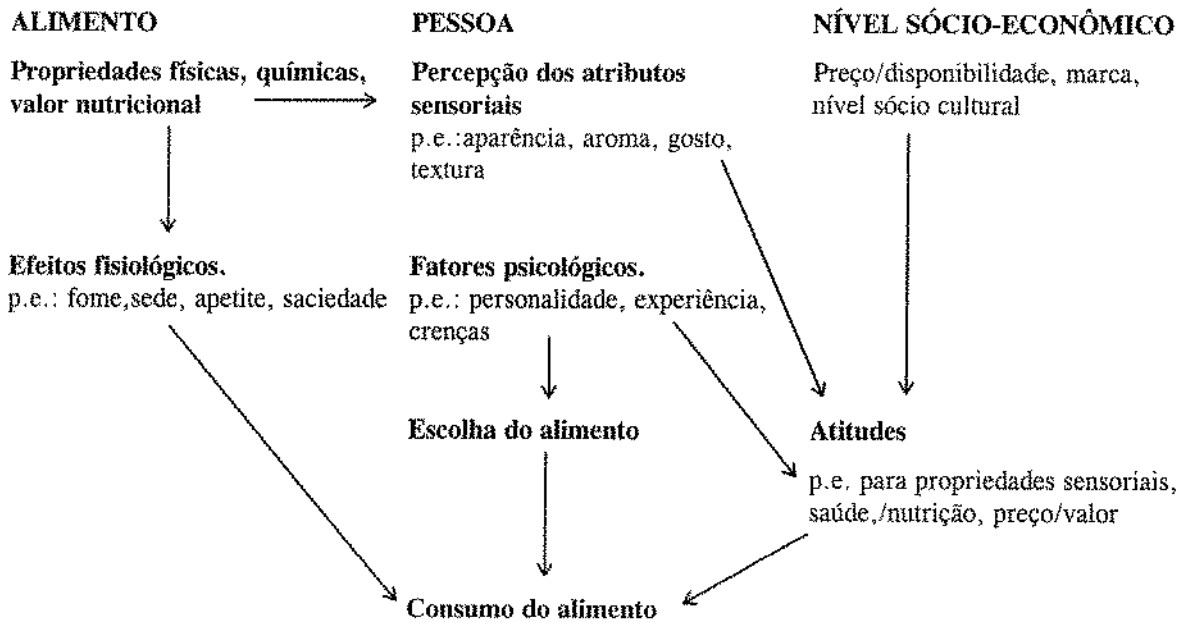 ALIMENTO
Propriedades físicas, químicas,
valor nutricional
Efeitos fisiológicos.
p.e.: fome,sede, apetite, saciedade
PESSOA
Percepção dos atributos
sensoriais
p.e.:aparência, aroma, gosto,
textura
Fatores psicológicos.
p.e.: personalidade, experiência,
crenças
Escolha do alimento
Consumo do alimento
NÍVEL SÓCIO-ECONÔMICO
Preço/disponibilidade, marca,
nível sócio cultural
Atitudes
p.e. para propriedades sensoriais,
saúde,/nutrição, preço/valor